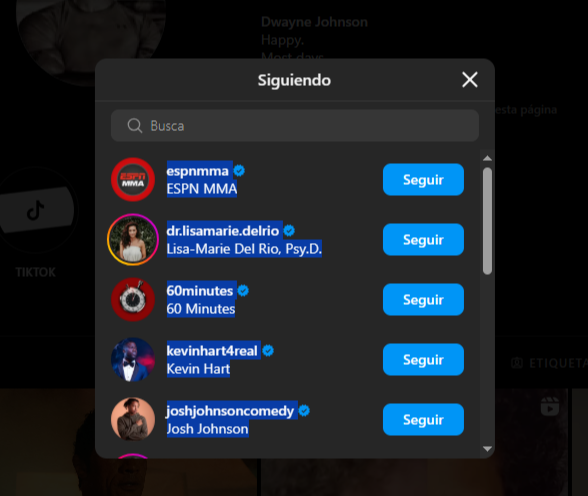 Dwayne Johnson
Happy.
Most days.
Siguiendo
esta página
Busca
ESPN
MMA
espnmma
ESPN MMA
Seguir
dr.lisamarie.delrio
Lisa-Marie Del Rio, Psy.D.
Seguir
TIKTOK
60minutes
60 Minutes
Seguir
kevinhart4real
Kevin Hart
Seguir
ETIQUETA
joshjohnsoncomedy
Josh Johnson
Seguir